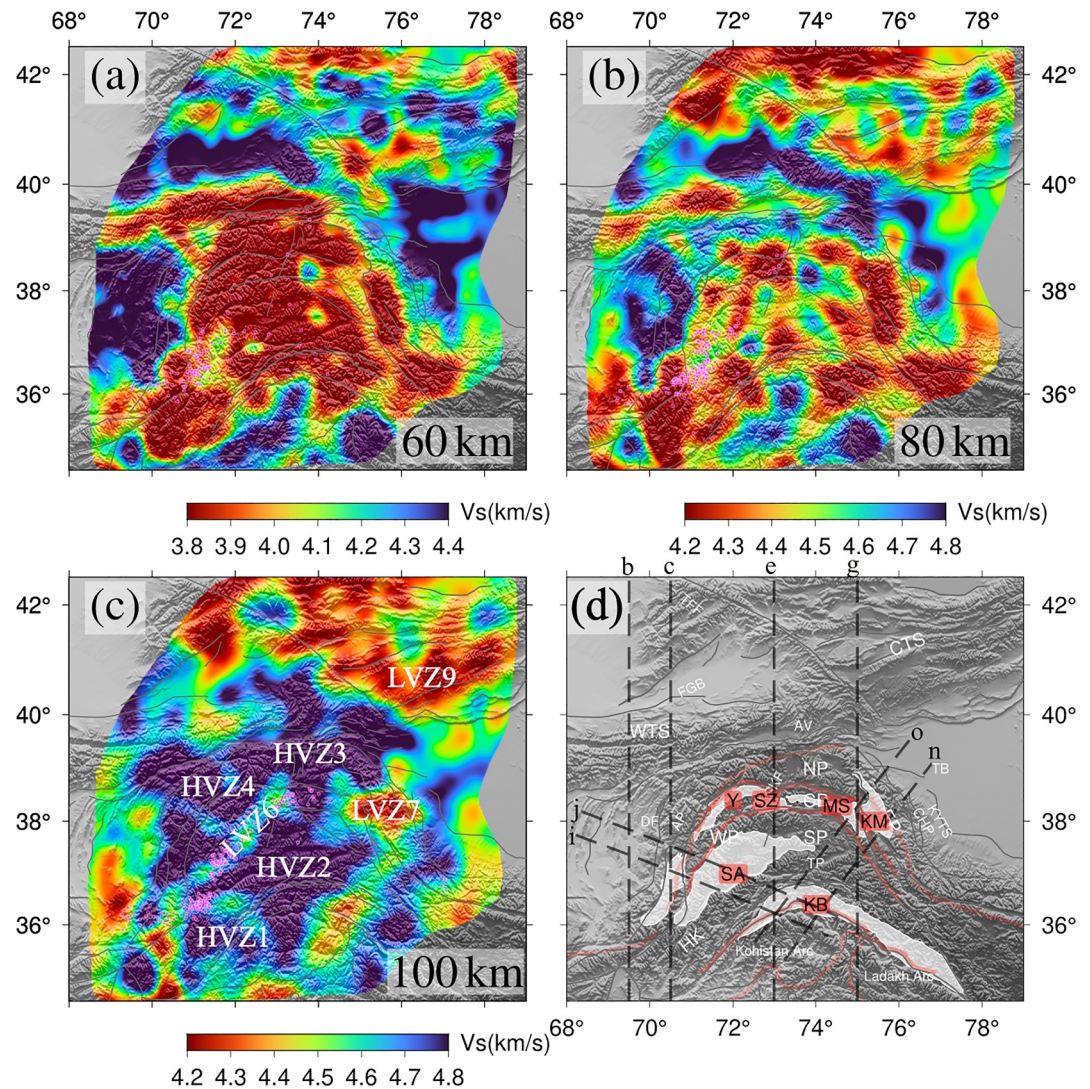 68° 70° 72° 74° 76° 78°
68° 70° 72° 74° 76° 78°
42°
40°
38°
36°
(a)
60 km
(b)
80 km
42°
40°
38°
36°
Vs(km/s)
3.8 3.9 4.0 4.1 4.2 4.3 4.4
Vs(km/s)
4.2 4.3 4.4 4.5 4.6 4.7 4.8
42°
40°
38°
36°
(c)
LVZ9
HVZ3
HVZ4
LVZ6
LVZ7
HVZ2
HVZ1
100 km
Vs(km/s)
4.2 4.3 4.4 4.5 4.6 4.7 4.8
b c e g
(d)
TFF
CTS
FGB
WTS
AV
o
n
NP
TB
Y
SZ
CP
MS
KM
KYTS
CNP
j
i
DF
AP
WP
SP
TP
SA
KB
HK
Kohistan Arc
Ladakh Arc
42°
40°
38°
36°
68° 70° 72° 74° 76° 78°